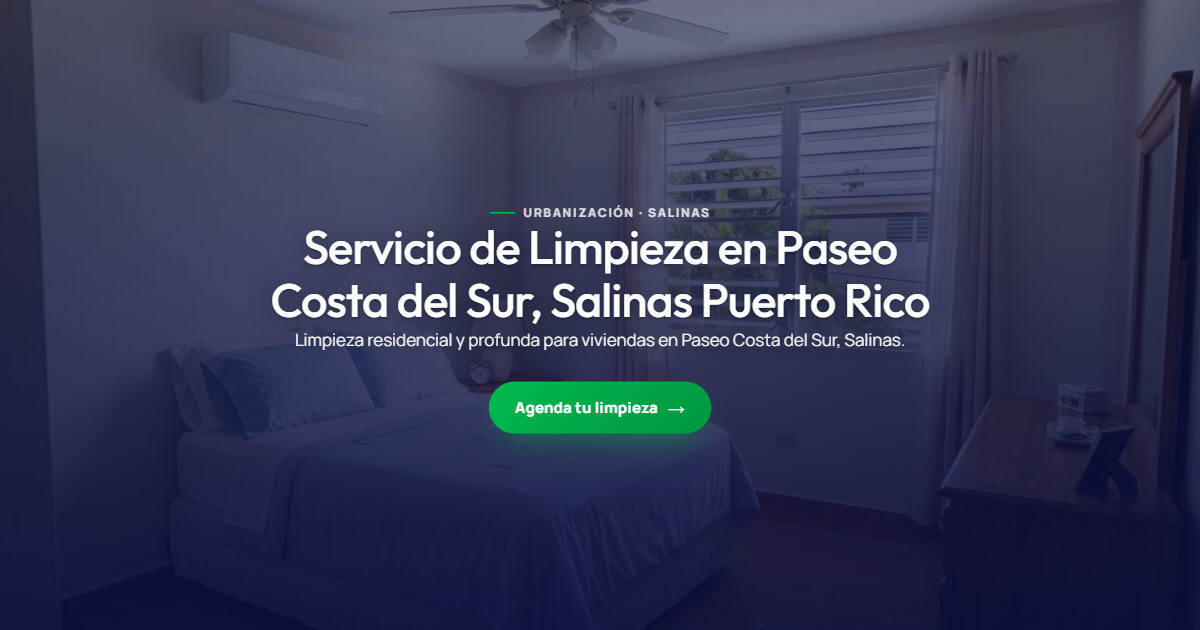 URBANIZACIÓN · SALINAS
Servicio de Limpieza en Paseo
Costa del Sur, Salinas Puerto Rico
Limpieza residencial y profunda para viviendas en Paseo Costa del Sur, Salinas.
Agenda tu limpieza →